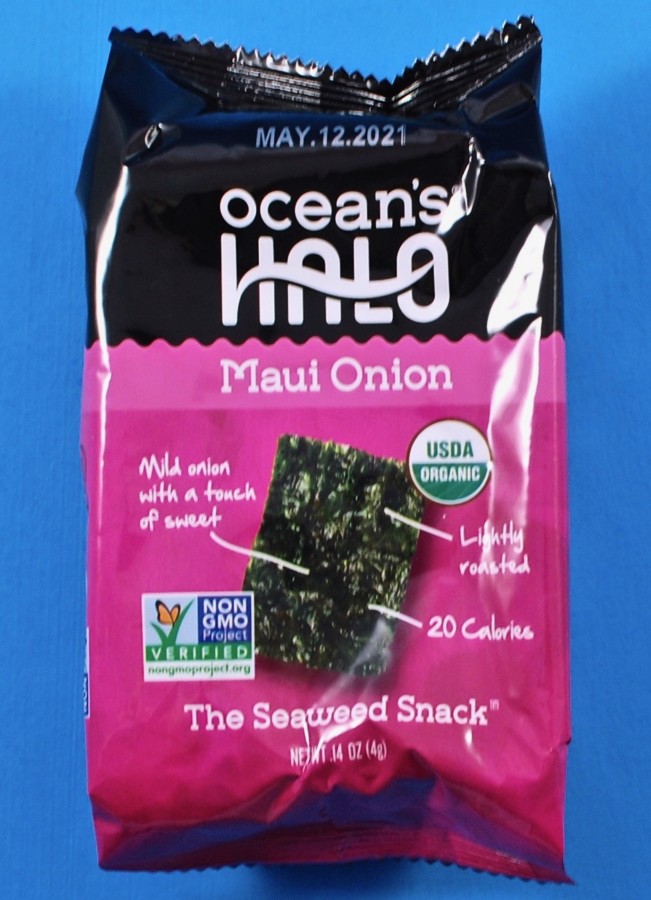 MAY.12.2021
ocean's
HALO
Maui Onion
USDA
ORGANIC
Mild onion
with a touch
of sweet
Lightly
roasted
NON
GMO
Project
VERIFIED
nongmoproject.org
20 Calories
The Seaweed Snack™
NET WT .14 OZ (4g)